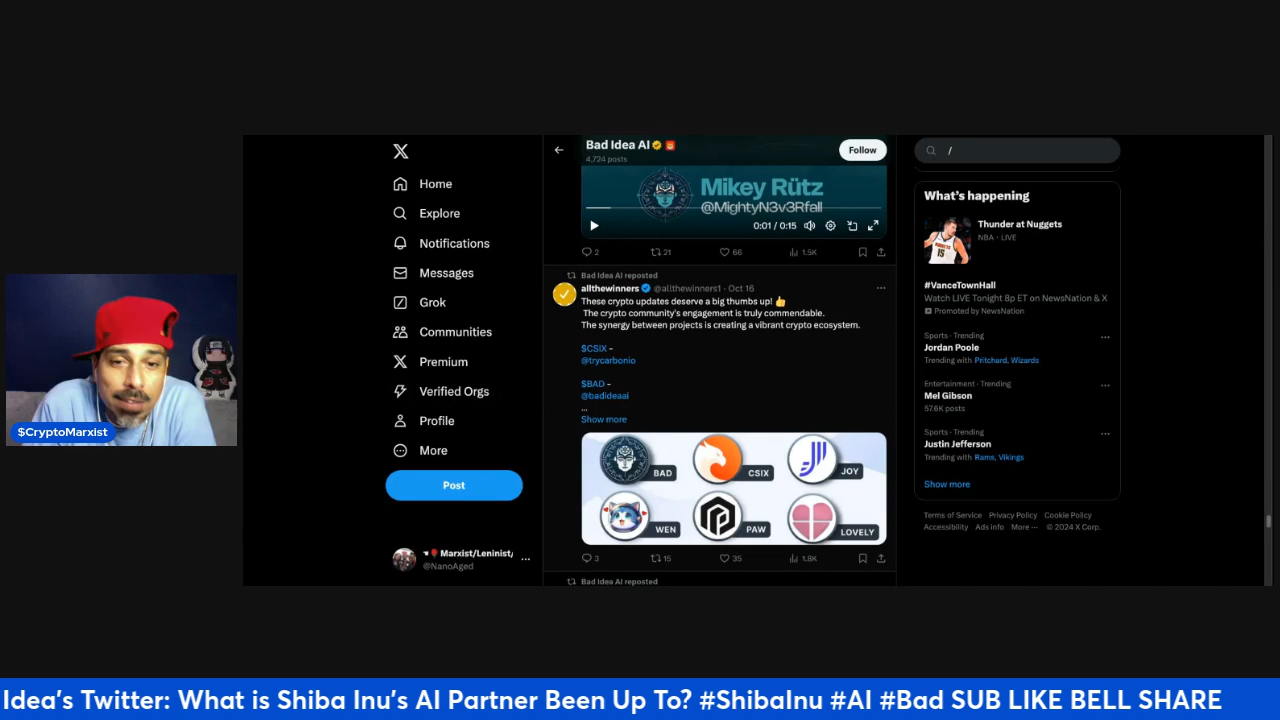 Home
Explore
Notifications
Messages
Grok
Communities
Premium
Verified Orgs
Profile
More
Post
Marxist/Leninist/
@NanoAged
$CryptoMarxist
Bad Idea AI
4,724 posts
Follow
Mikey Rütz
@MightyN3v3Rfall
0:01 / 0:15
2 21 66 1.5K
Bad Idea AI reposted
allthewinners @allthewinners1 · Oct 16
These crypto updates deserve a big thumbs up! 👍
The crypto community's engagement is truly commendable.
The synergy between projects is creating a vibrant crypto ecosystem.
$CSIX -
@trycarbonio
$BAD -
@badideaai
...
Show more
BAD CSIX JOY
WEN PAW LOVELY
3 15 35 1.8K
Bad Idea AI reposted
/
What's happening
Thunder at Nuggets
NBA · LIVE
15
#VanceTownHall
Watch LIVE Tonight 8p ET on NewsNation & X
Promoted by NewsNation
Sports · Trending
Jordan Poole
Trending with Pritchard, Wizards
Entertainment · Trending
Mel Gibson
57.6K posts
Sports · Trending
Justin Jefferson
Trending with Rams, Vikings
Show more
Terms of Service Privacy Policy Cookie Policy
Accessibility Ads info More ··· © 2024 X Corp.
Idea's Twitter: What is Shiba Inu's AI Partner Been Up To? #ShibaInu #AI #Bad SUB LIKE BELL SHARE